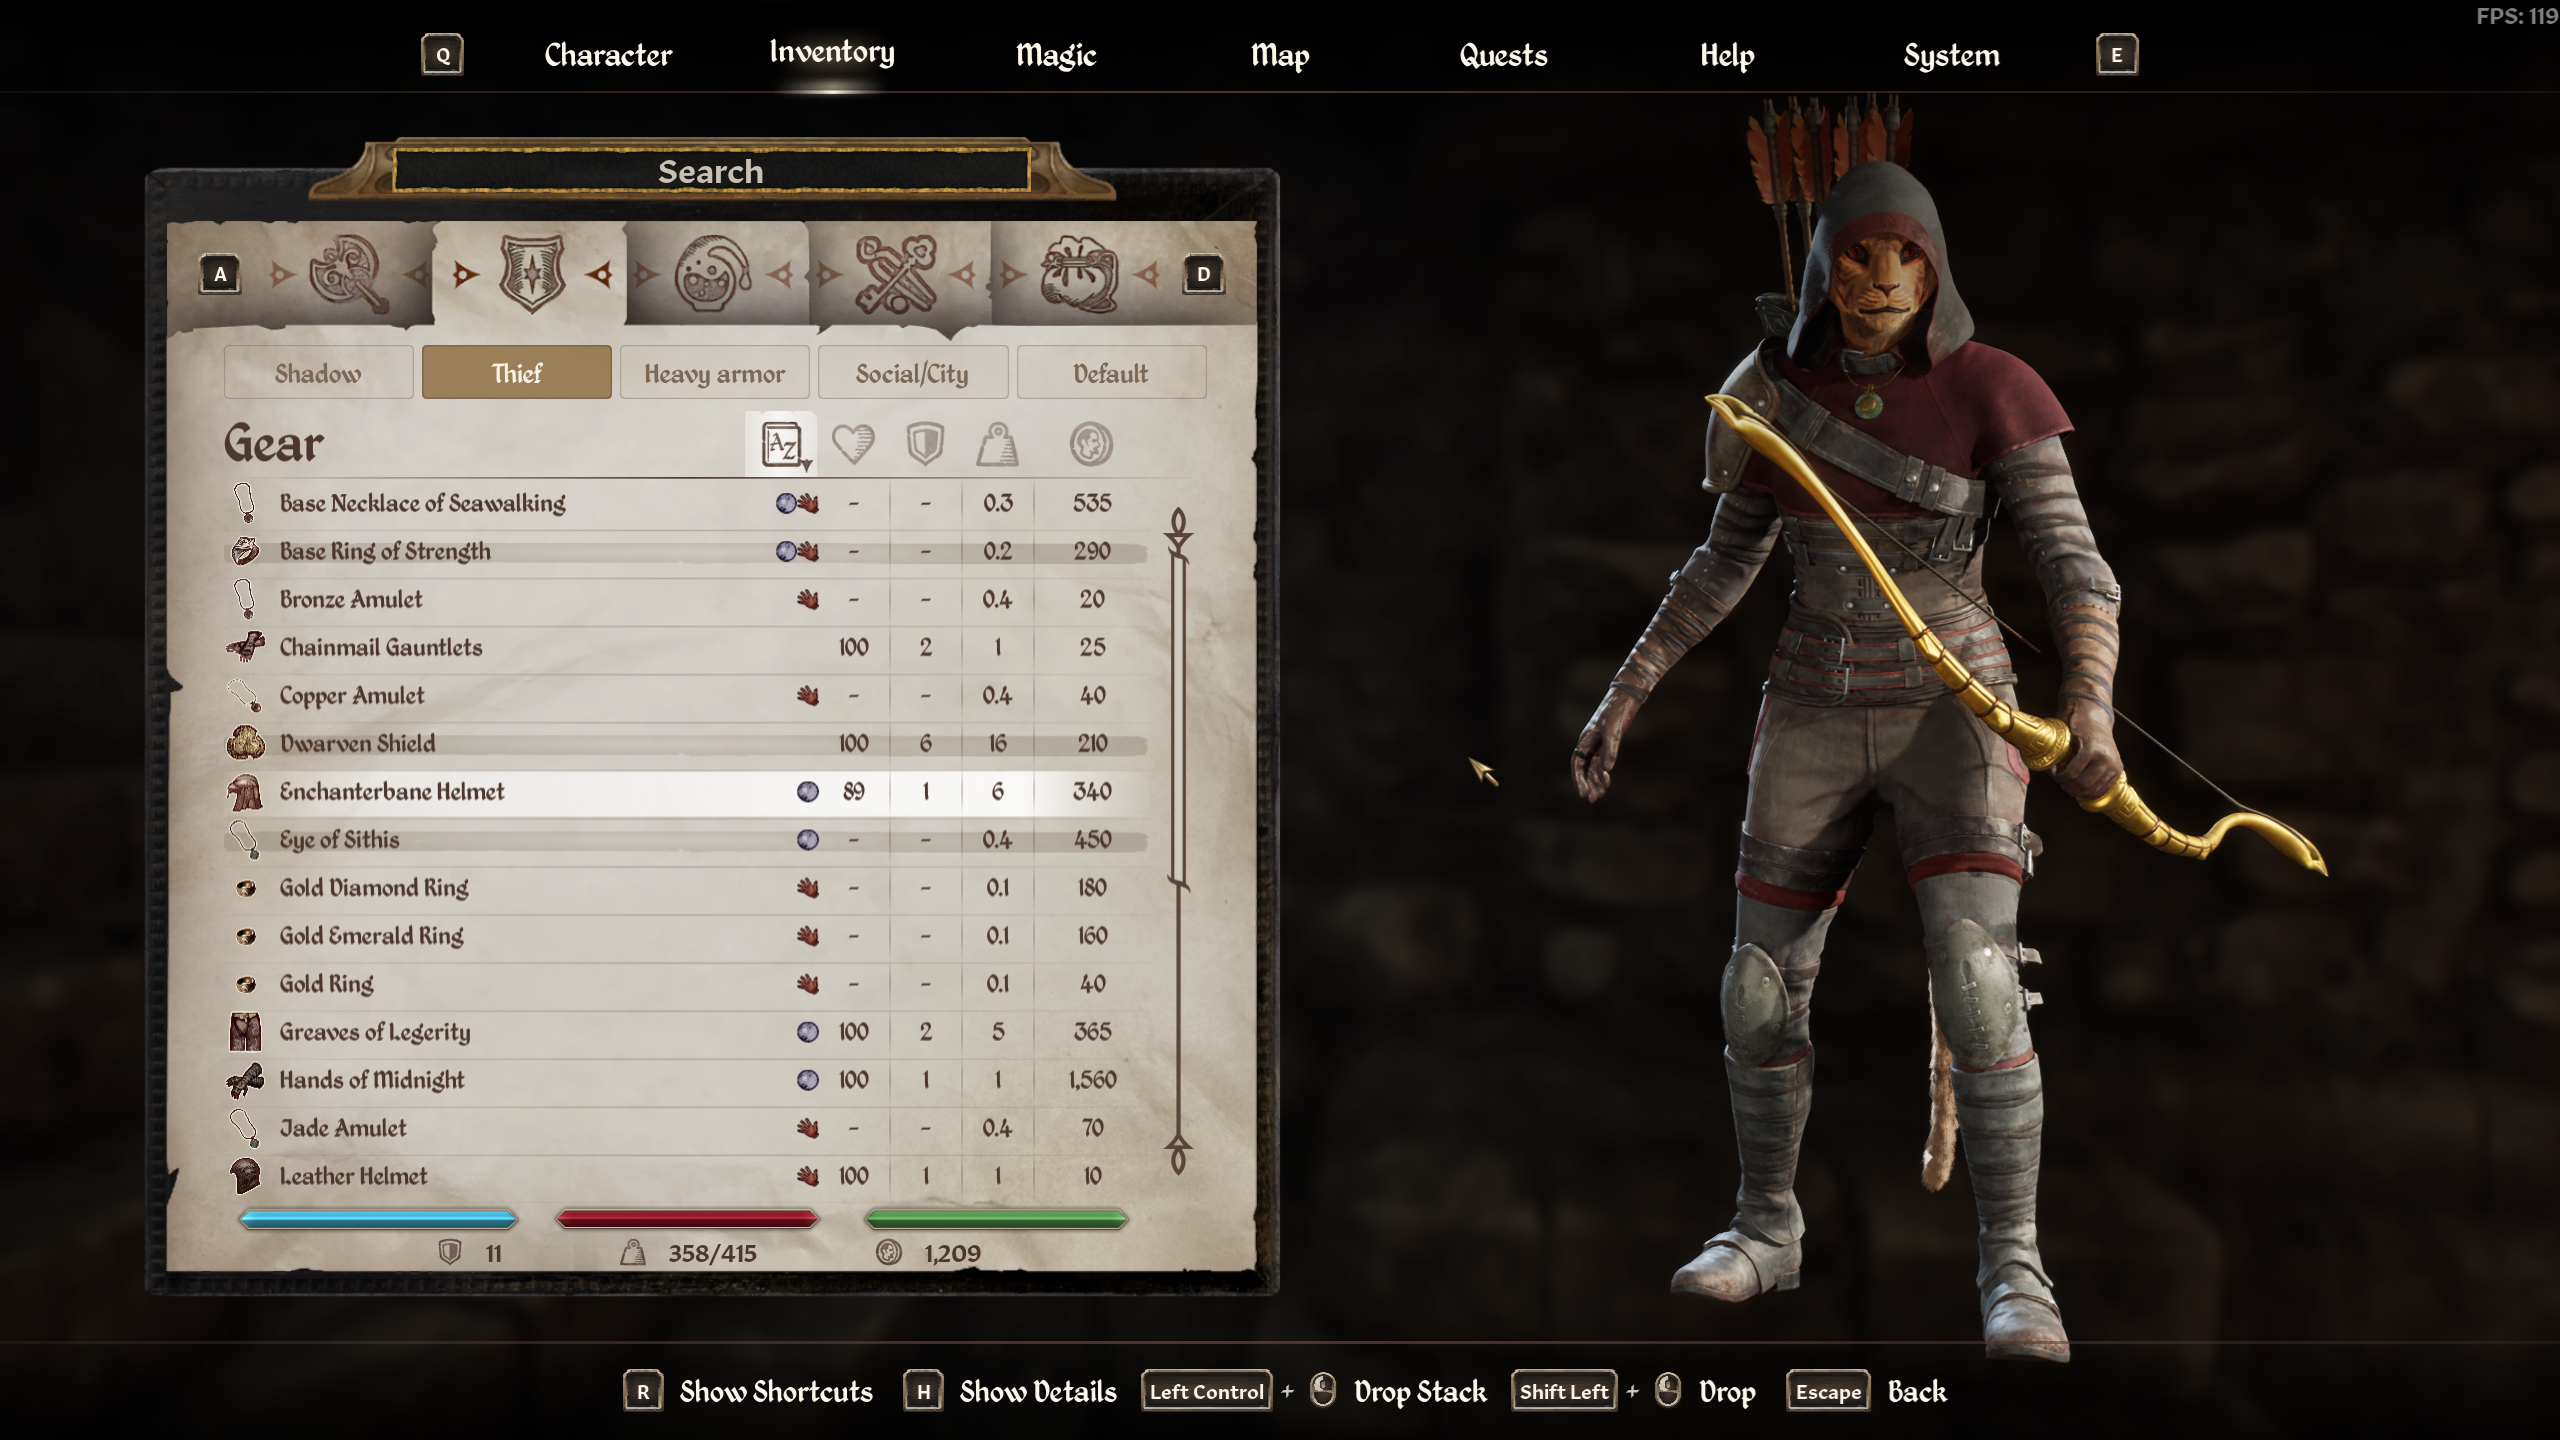 FPS: 119
Q Character Inventory Magic Map Quests Help System E
Search
A D
Shadow Thief Heavy armor Social/City Default
Gear AZ
Base Necklace of Seawalking - - 0.3 535
Base Ring of Strength - - 0.2 290
Bronze Amulet - - 0.4 20
Chainmail Gauntlets 100 2 1 25
Copper Amulet - - 0.4 40
Dwarven Shield 100 6 16 210
Enchanterbane Helmet 89 1 6 340
Eye of Sithis - - 0.4 450
Gold Diamond Ring - - 0.1 180
Gold Emerald Ring - - 0.1 160
Gold Ring - - 0.1 40
Greaves of Legerity 100 2 5 365
Hands of Midnight 100 1 1 1,560
Jade Amulet - - 0.4 70
Leather Helmet 100 1 1 10
11 358/415 1,209
R Show Shortcuts H Show Details Left Control + Drop Stack Shift Left + Drop Escape Back